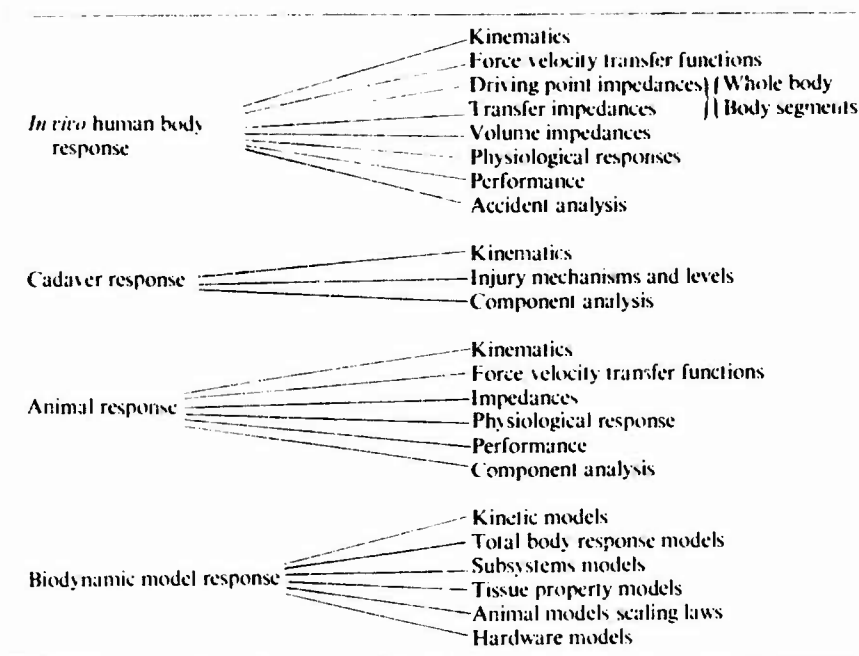 Kinematics
Force velocity transfer functions
Driving point impedances } { Whole body
Transfer impedances } { Body segments
In vivo human body
response
Volume impedances
Physiological responses
Performance
Accident analysis
Kinematics
Cadaver response
Injury mechanisms and levels
Component analysis
Kinematics
Force velocity transfer functions
Animal response
Impedances
Physiological response
Performance
Component analysis
Kinetic models
Total body response models
Subsystems models
Biodynamic model response
Tissue property models
Animal models scaling laws
Hardware models